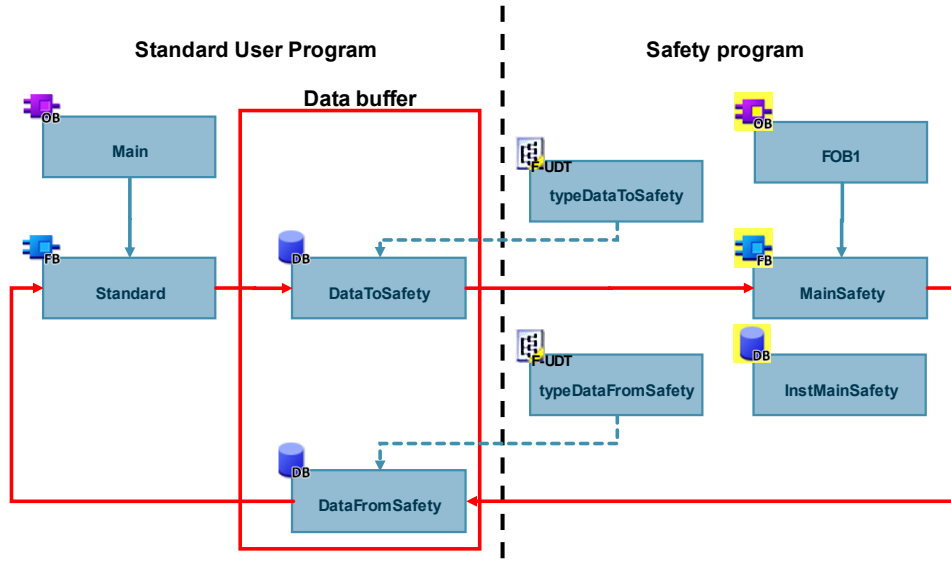 Standard User Program
Safety program
Data buffer
OB
Main
F-UDT
typeDataToSafety
OB
FOB1
FB
Standard
DB
DataToSafety
FB
MainSafety
F-UDT
typeDataFromSafety
DB
InstMainSafety
DB
DataFromSafety